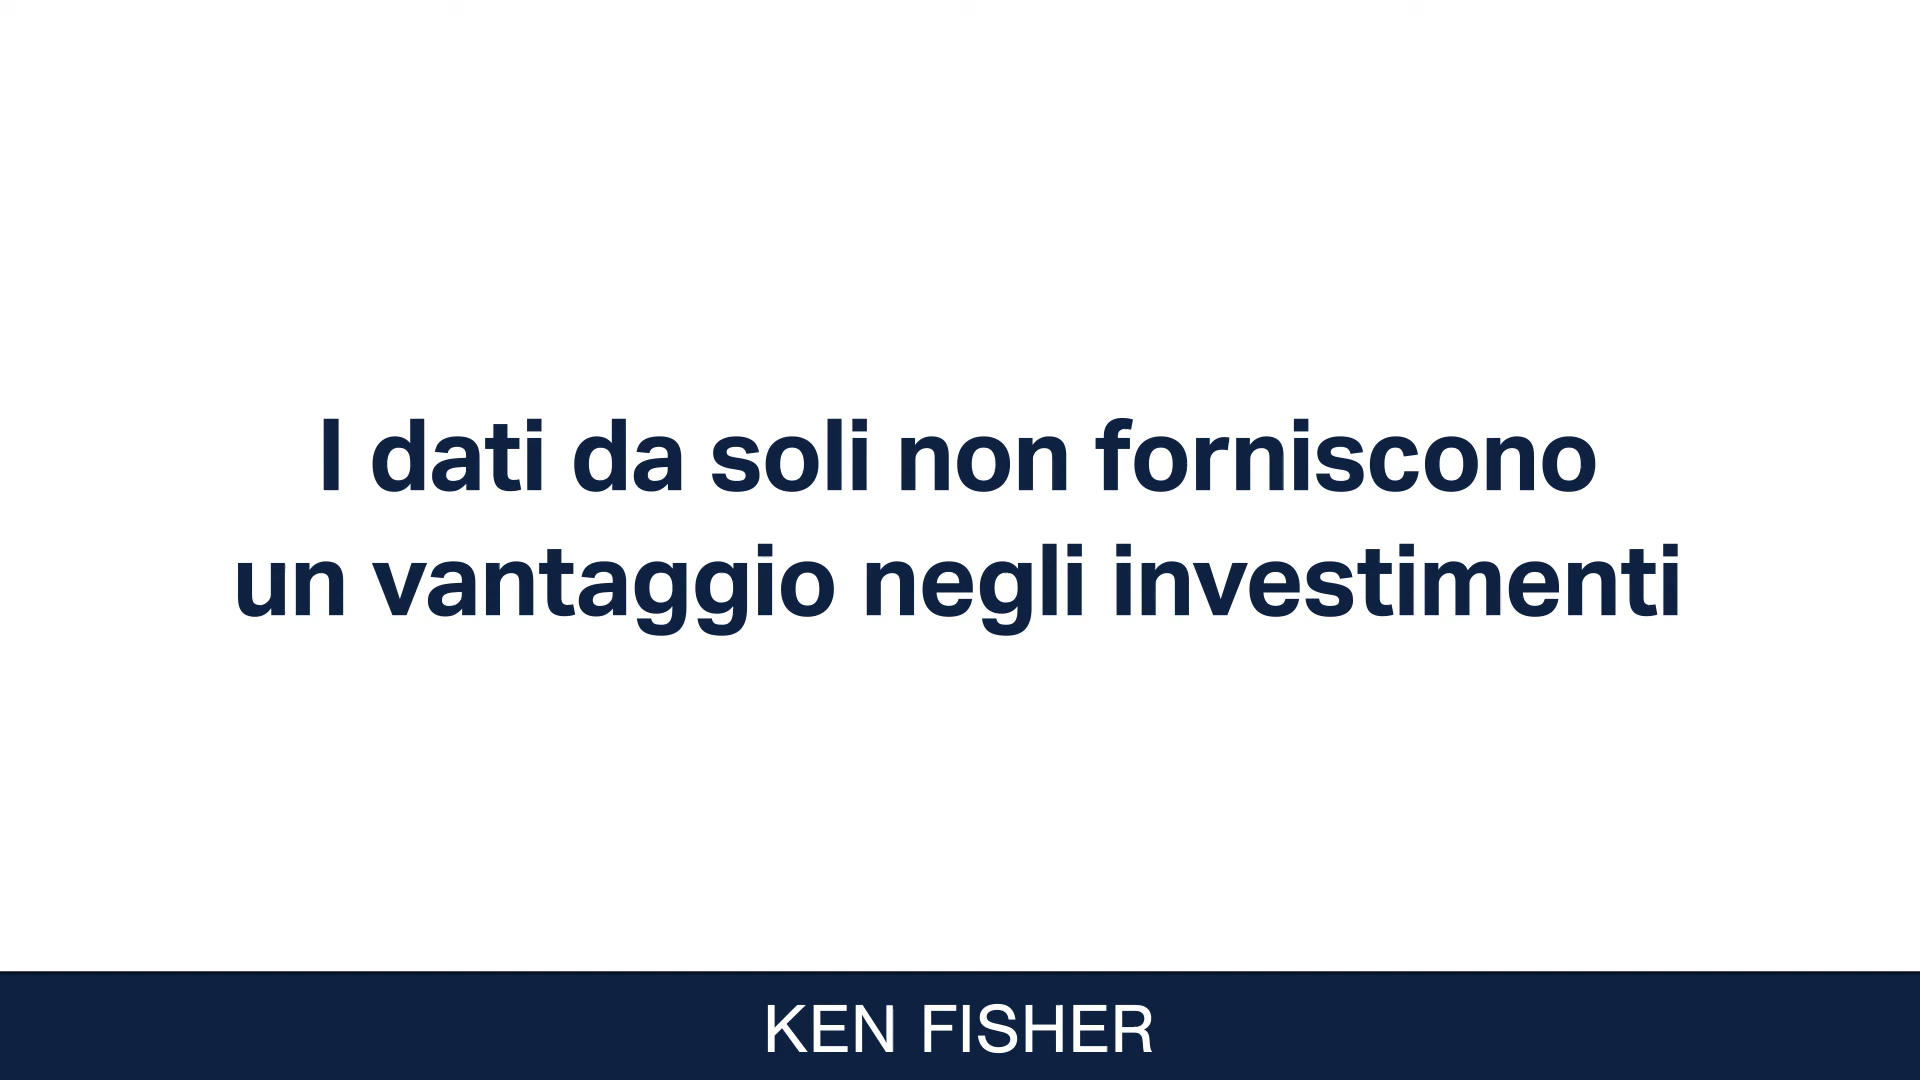 I dati da soli non forniscono
un vantaggio negli investimenti
KEN FISHER